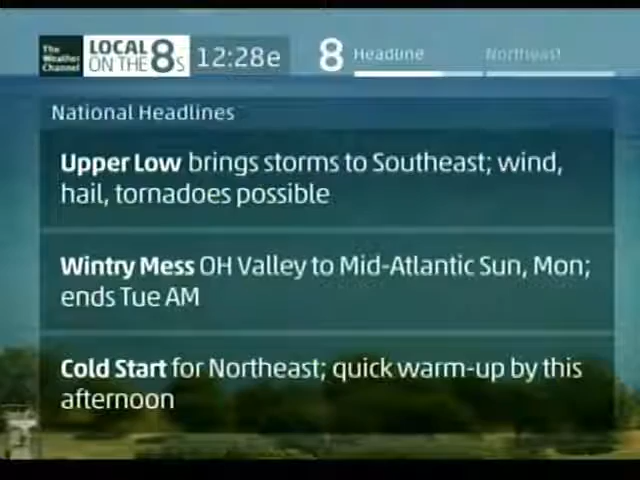 The
Weather
Channel
LOCAL
ON THE 8s
12:28e
8
Headline
Northeast
National Headlines
Upper Low brings storms to Southeast; wind,
hail, tornadoes possible
Wintry Mess OH Valley to Mid-Atlantic Sun, Mon;
ends Tue AM
Cold Start for Northeast; quick warm-up by this
afternoon